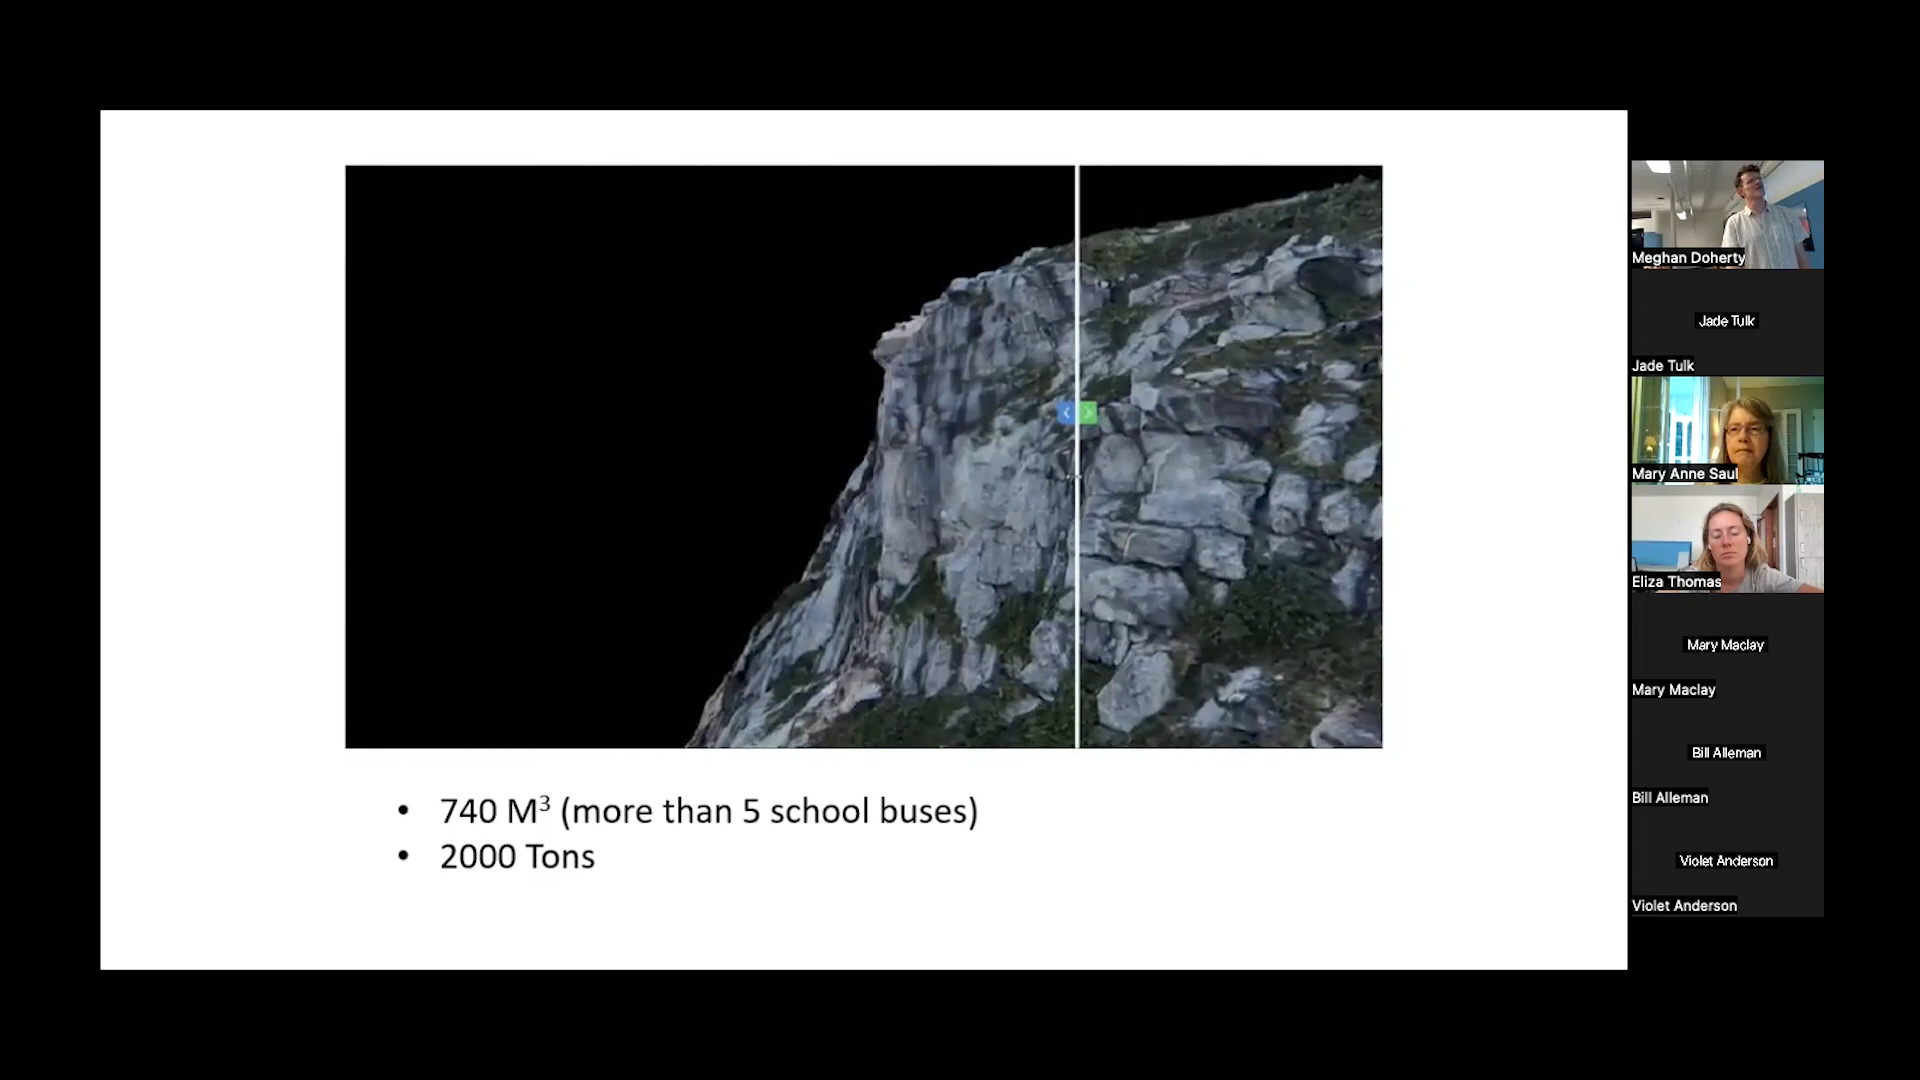 740 M³ (more than 5 school buses)
2000 Tons
Meghan Doherty
Jade Tulk
Jade Tulk
Mary Anne Saul
Eliza Thomas
Mary Maclay
Mary Maclay
Bill Alleman
Bill Alleman
Violet Anderson
Violet Anderson